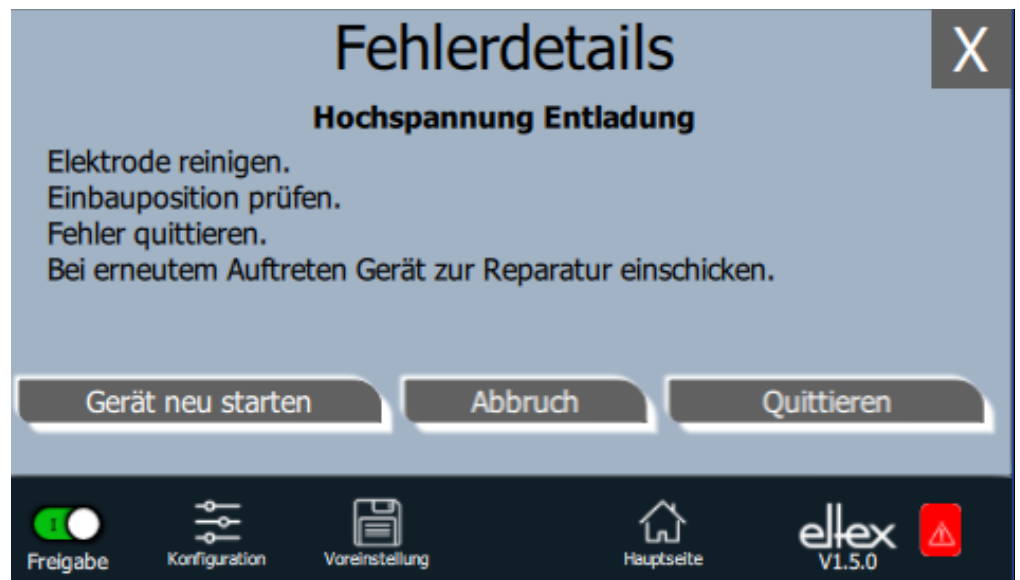 Fehlerdetails
X
Hochspannung Entladung
Elektrode reinigen.
Einbauposition prüfen.
Fehler quittieren.
Bei erneutem Auftreten Gerät zur Reparatur einschicken.
Gerät neu starten
Abbruch
Quittieren
I
Freigabe
Konfiguration
Voreinstellung
Hauptseite
eltex
V1.5.0